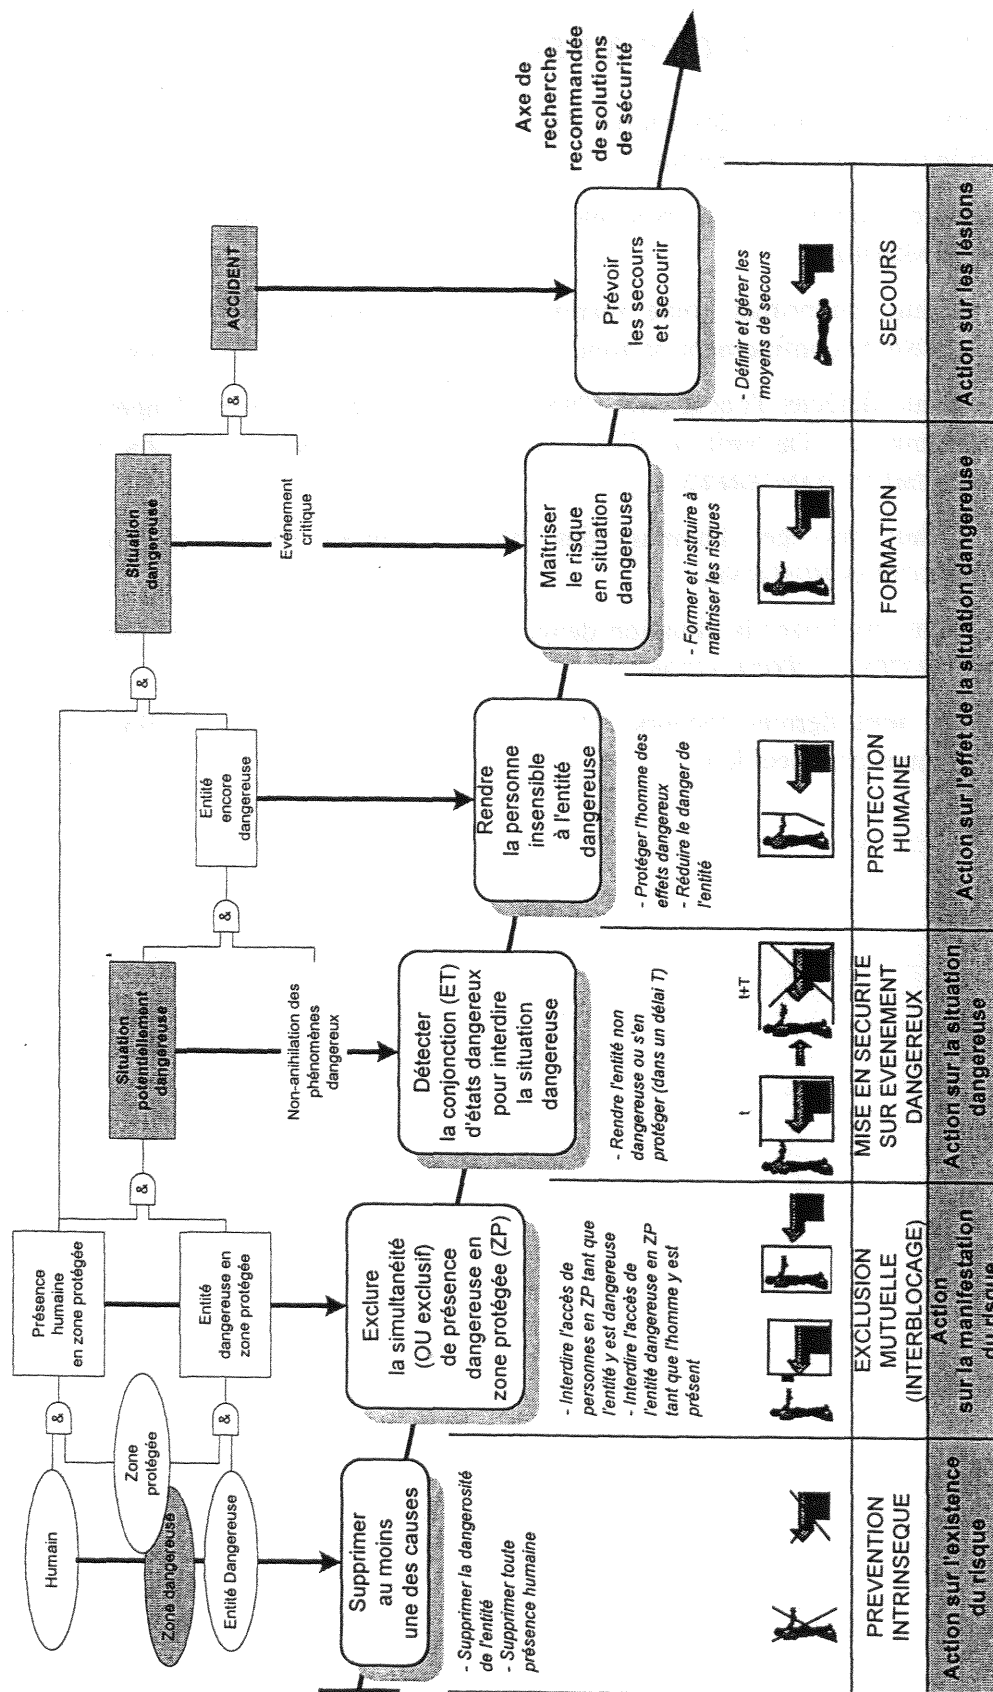 Humain
Zone
protégée
Zone dangereuse
Entité Dangereuse
&
&
Présence
humaine
en zone protégée
Entité
dangereuse en
zone protégée
&
Situation
potentiellement
dangereuse
Non-anihilation des
phénomènes
dangereux
&
Entité
encore
dangereuse
&
Situation
dangereuse
Evénement
critique
&
ACCIDENT
Supprimer
au moins
une des causes
Exclure
la simultanéité
(OU exclusif)
de présence
dangereuse en
zone protégée (ZP)
Détecter
la conjonction (ET)
d'états dangereux
pour interdire
la situation
dangereuse
Rendre
la personne
insensible
à l'entité
dangereuse
Maîtriser
le risque
en situation
dangereuse
Prévoir
les secours
et secourir
Axe de
recherche
recommandée
de solutions
de sécurité
- Supprimer la dangerosité
de l'entité
- Supprimer toute
présence humaine
- Interdire l'accès de
personnes en ZP tant que
l'entité y est dangereuse
- Interdire l'accès de
l'entité dangereuse en ZP
tant que l'homme y est
présent
- Rendre l'entité non
dangereuse ou s'en
protéger (dans un délai T)
- Protéger l'homme des
effets dangereux
- Réduire le danger de
l'entité
- Former et instruire à
maîtriser les risques
- Définir et gérer les
moyens de secours
t
t+T
PREVENTION
INTRINSEQUE
EXCLUSION
MUTUELLE
(INTERBLOCAGE)
MISE EN SECURITE
SUR EVENEMENT
DANGEREUX
PROTECTION
HUMAINE
FORMATION
SECOURS
Action sur l'existence
du risque
Action
sur la manifestation
du risque
Action sur la situation
dangereuse
Action sur l'effet de la situation dangereuse
Action sur les lésions